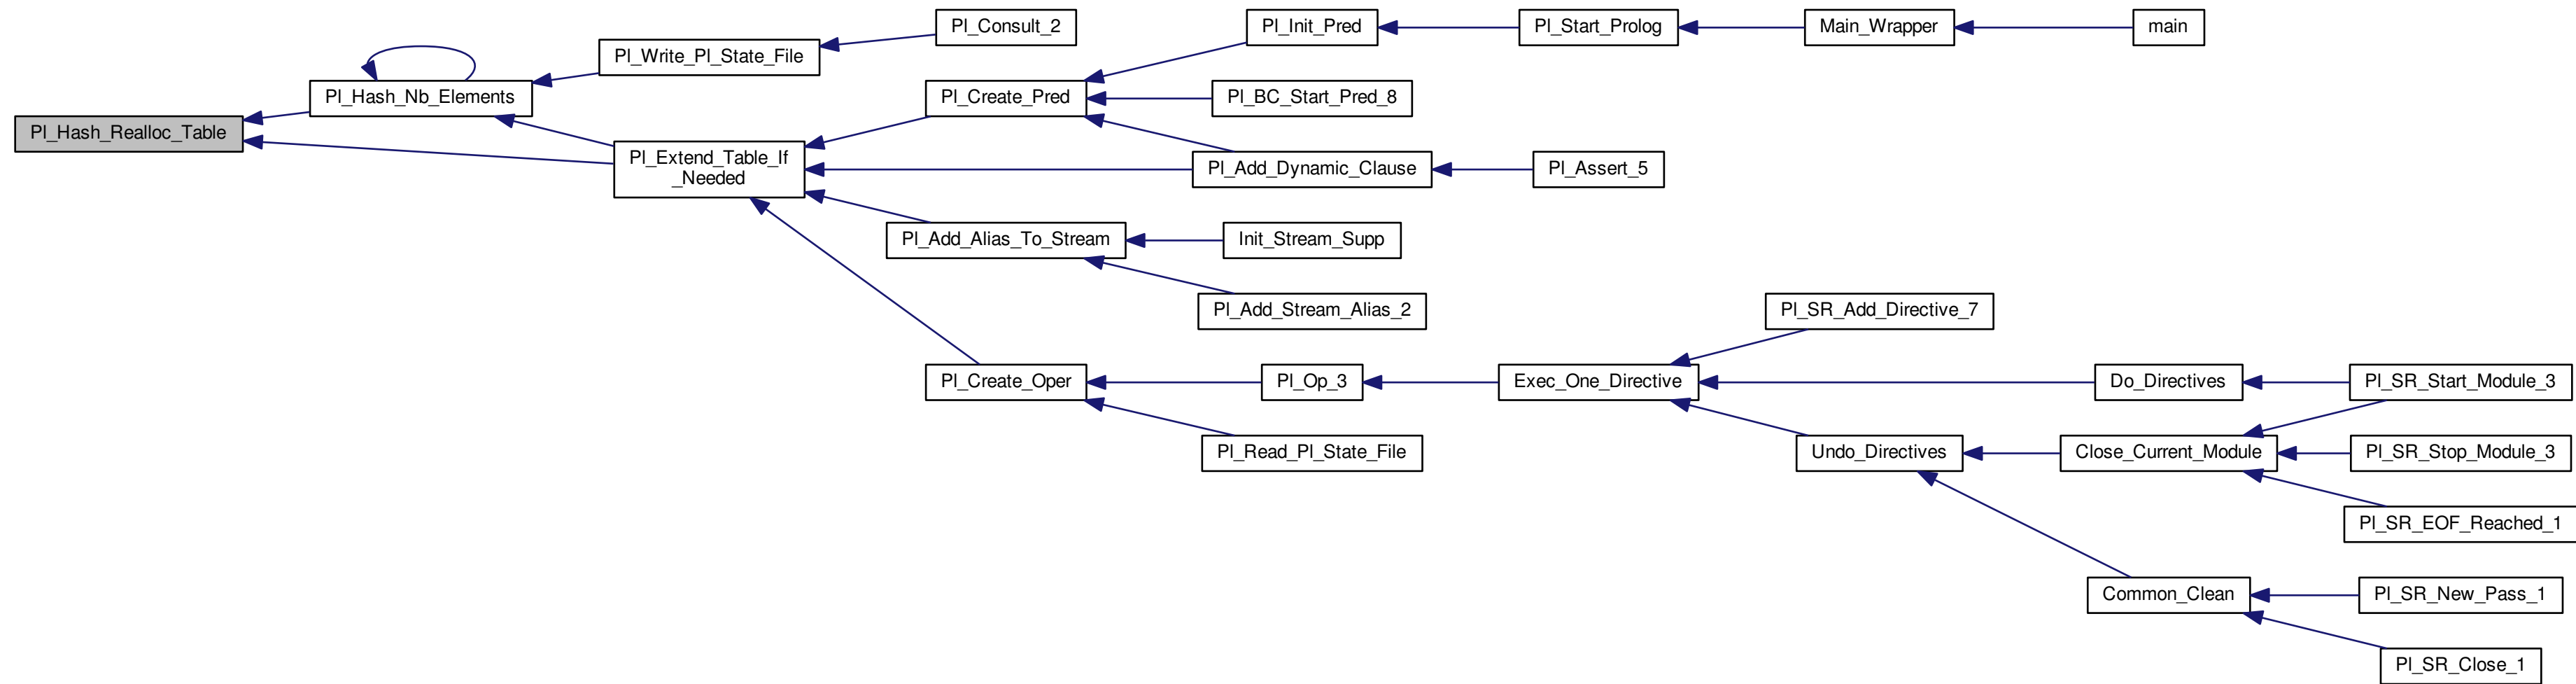 Pl_Consult_2
Pl_Init_Pred
Pl_Start_Prolog
Main_Wrapper
main
Pl_Write_Pl_State_File
Pl_Hash_Nb_Elements
Pl_Create_Pred
Pl_BC_Start_Pred_8
Pl_Hash_Realloc_Table
Pl_Extend_Table_If
_Needed
Pl_Add_Dynamic_Clause
Pl_Assert_5
Pl_Add_Alias_To_Stream
Init_Stream_Supp
Pl_Add_Stream_Alias_2
Pl_SR_Add_Directive_7
Pl_Create_Oper
Pl_Op_3
Exec_One_Directive
Do_Directives
Pl_SR_Start_Module_3
Pl_Read_Pl_State_File
Undo_Directives
Close_Current_Module
Pl_SR_Stop_Module_3
Pl_SR_EOF_Reached_1
Common_Clean
Pl_SR_New_Pass_1
Pl_SR_Close_1